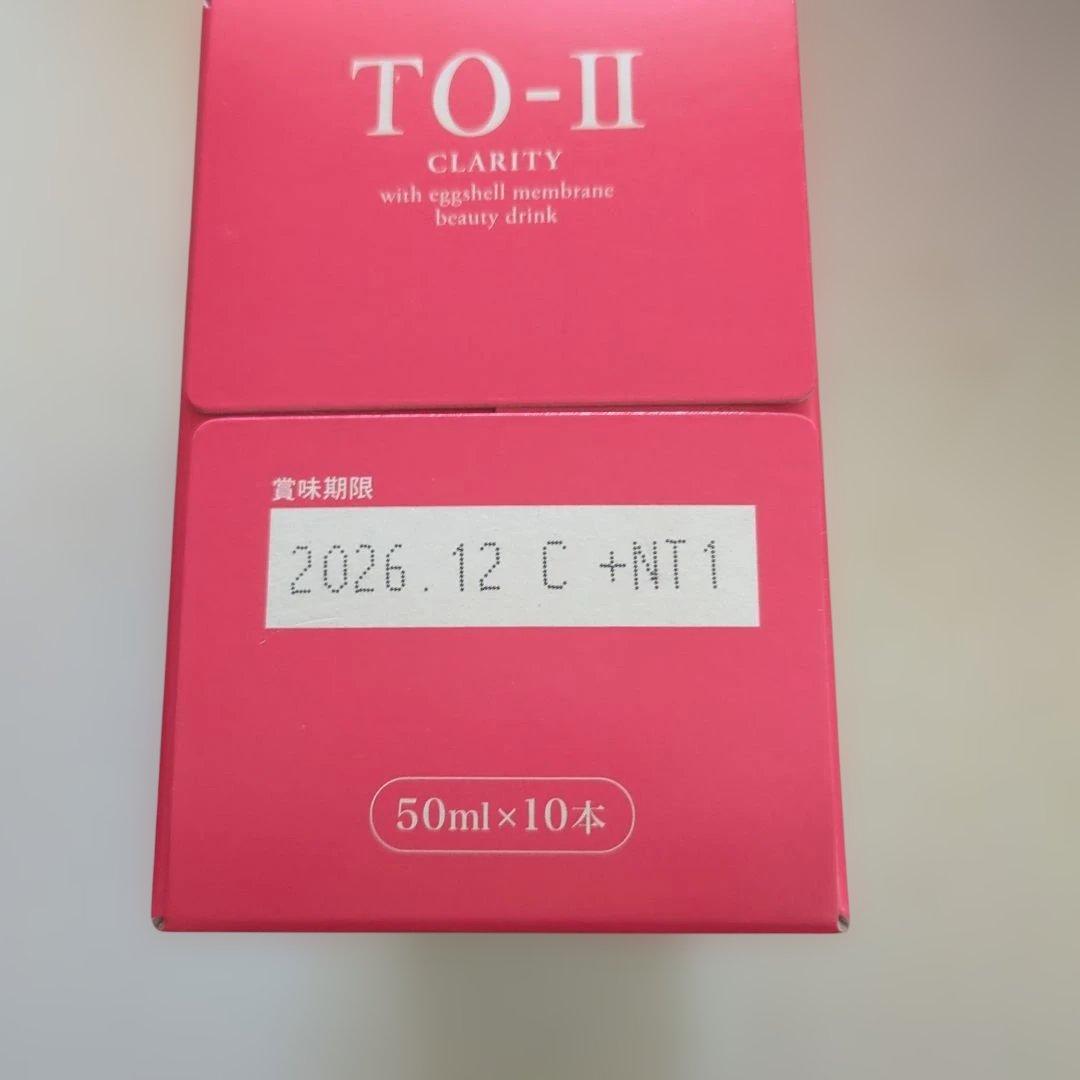 TO-II
CLARITY
with eggshell membrane
beauty drink
賞味期限
2026.12 C +NT1
50ml×10本